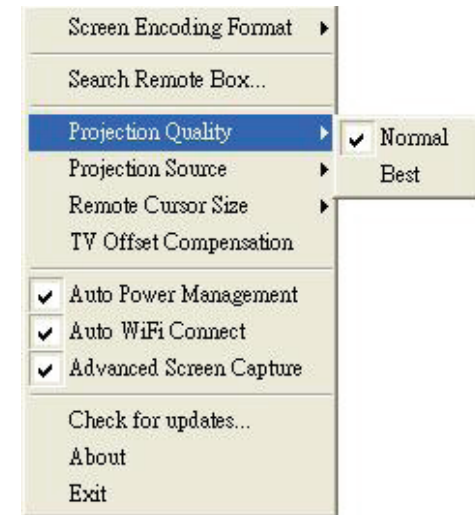 Screen Encoding Format
Search Remote Box...
Projection Quality
Normal
Projection Source
Best
Remote Cursor Size
TV Offset Compensation
Auto Power Management
Auto WiFi Connect
Advanced Screen Capture
Check for updates...
About
Exit